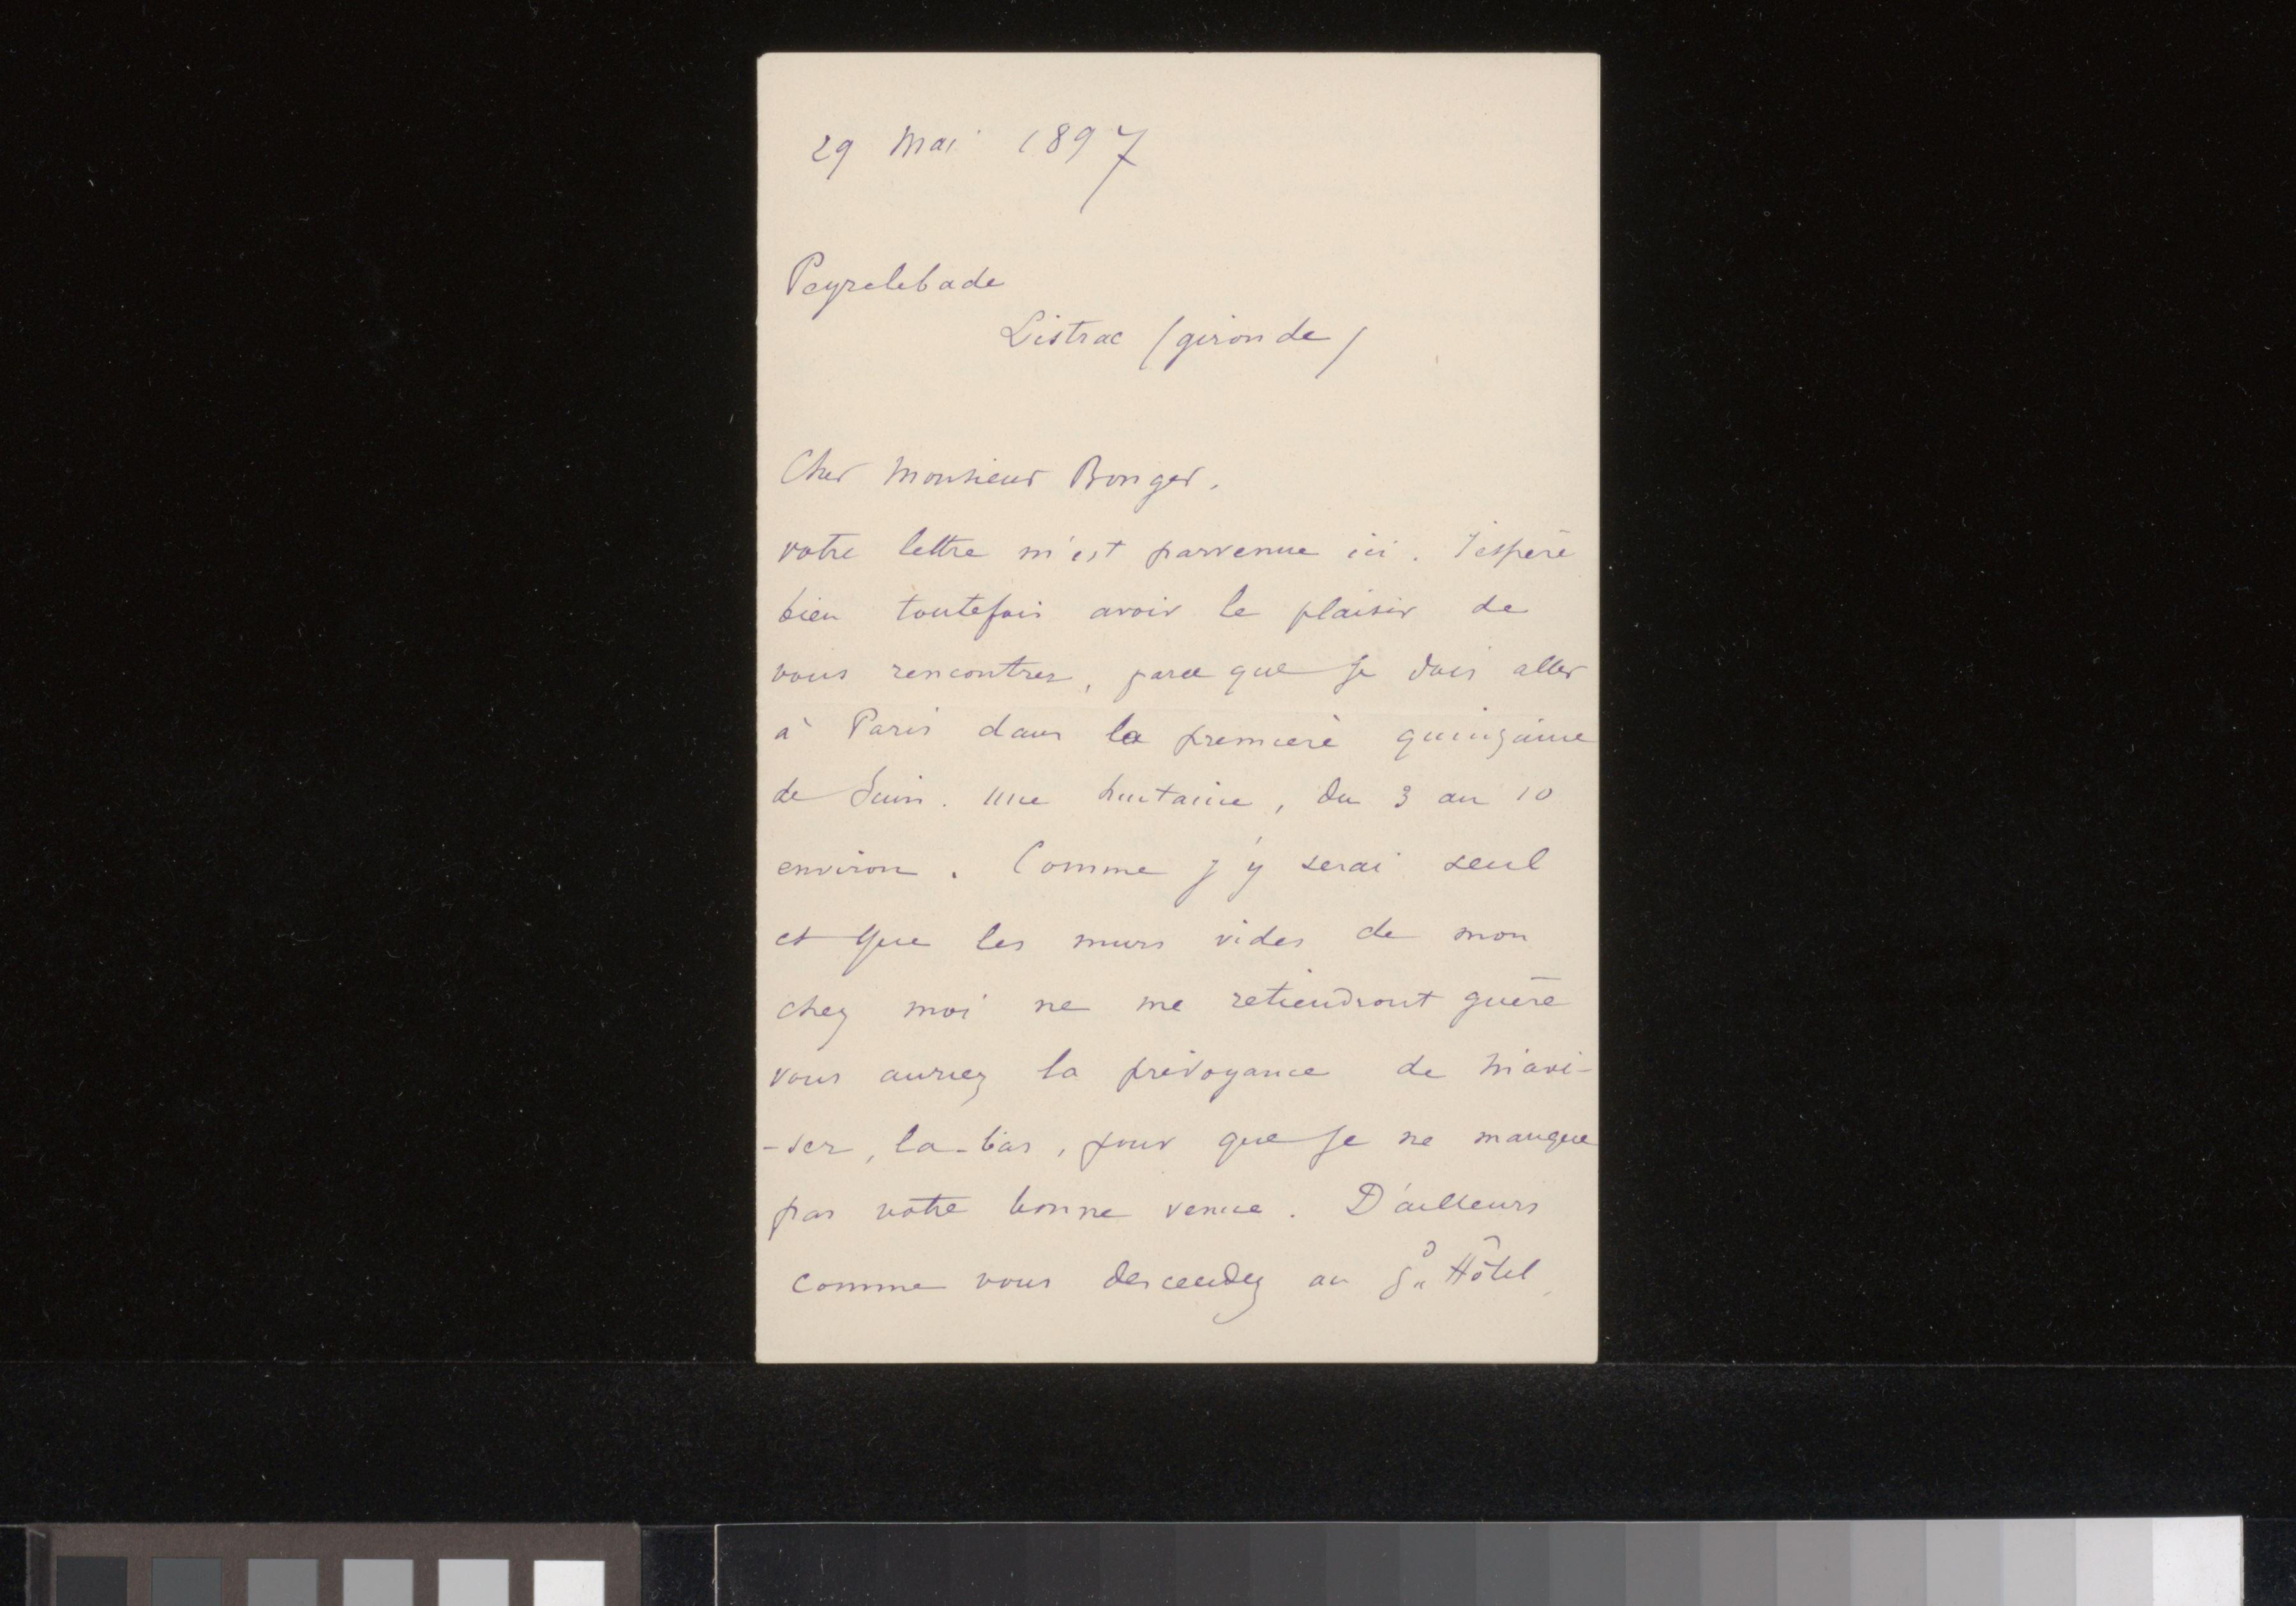 29 Mai 1897
Peyrelebade
Listrac (gironde)
Cher Monsieur Bonger,
votre lettre m'est parvenue ici. J'espère
bien toutefois avoir le plaisir de
vous rencontrer, parce que je dois aller
à Paris dans la première quinzaine
de Juin. une huitaine, du 3 au 10
environ. Comme j'y serai seul
et que les murs vides de mon
chez moi ne me retiendront guère
vous auriez la prévoyance de m'avi-
-ser, la-bas, pour que je ne manque
pas votre bonne venue. D'ailleurs
comme vous descendez au Gd Hôtel